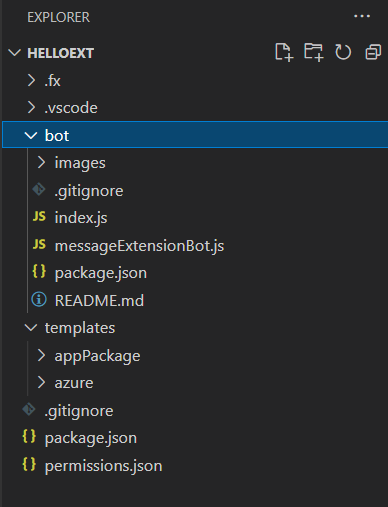 EXPLORER
HELLOEXT
.fx
.vscode
bot
images
.gitignore
JS index.js
JS messageExtensionBot.js
{} package.json
README.md
templates
appPackage
azure
.gitignore
{} package.json
{} permissions.json